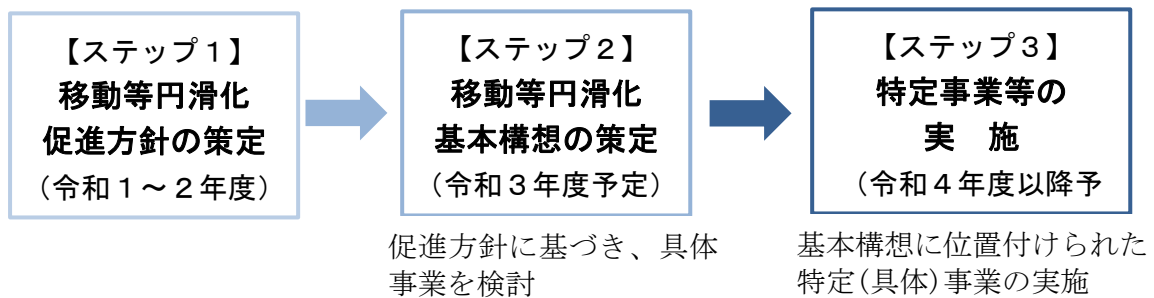 【ステップ１】
移動等円滑化
促進方針の策定
（令和１～２年度）
【ステップ２】
移動等円滑化
基本構想の策定
（令和３年度予定）
促進方針に基づき、具体
事業を検討
【ステップ３】
特定事業等の
実　施
（令和４年度以降予
基本構想に位置付けられた
特定(具体)事業の実施